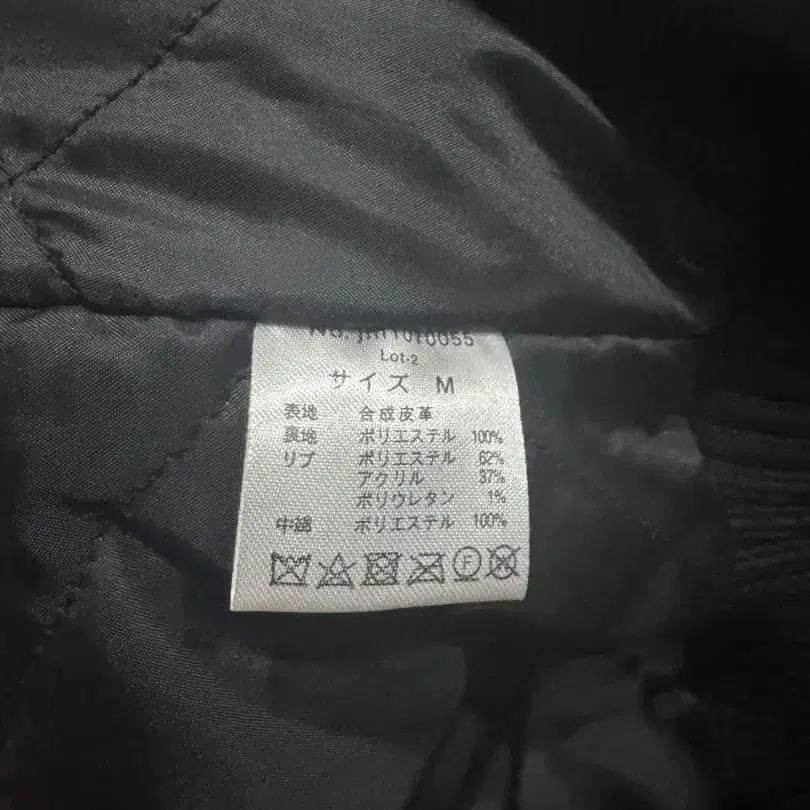 Lot-2
サイズ M
表地 合成皮革
裏地 ポリエステル 100%
リブ ポリエステル 62%
アクリル 37%
ポリウレタン 1%
中綿 ポリエステル 100%